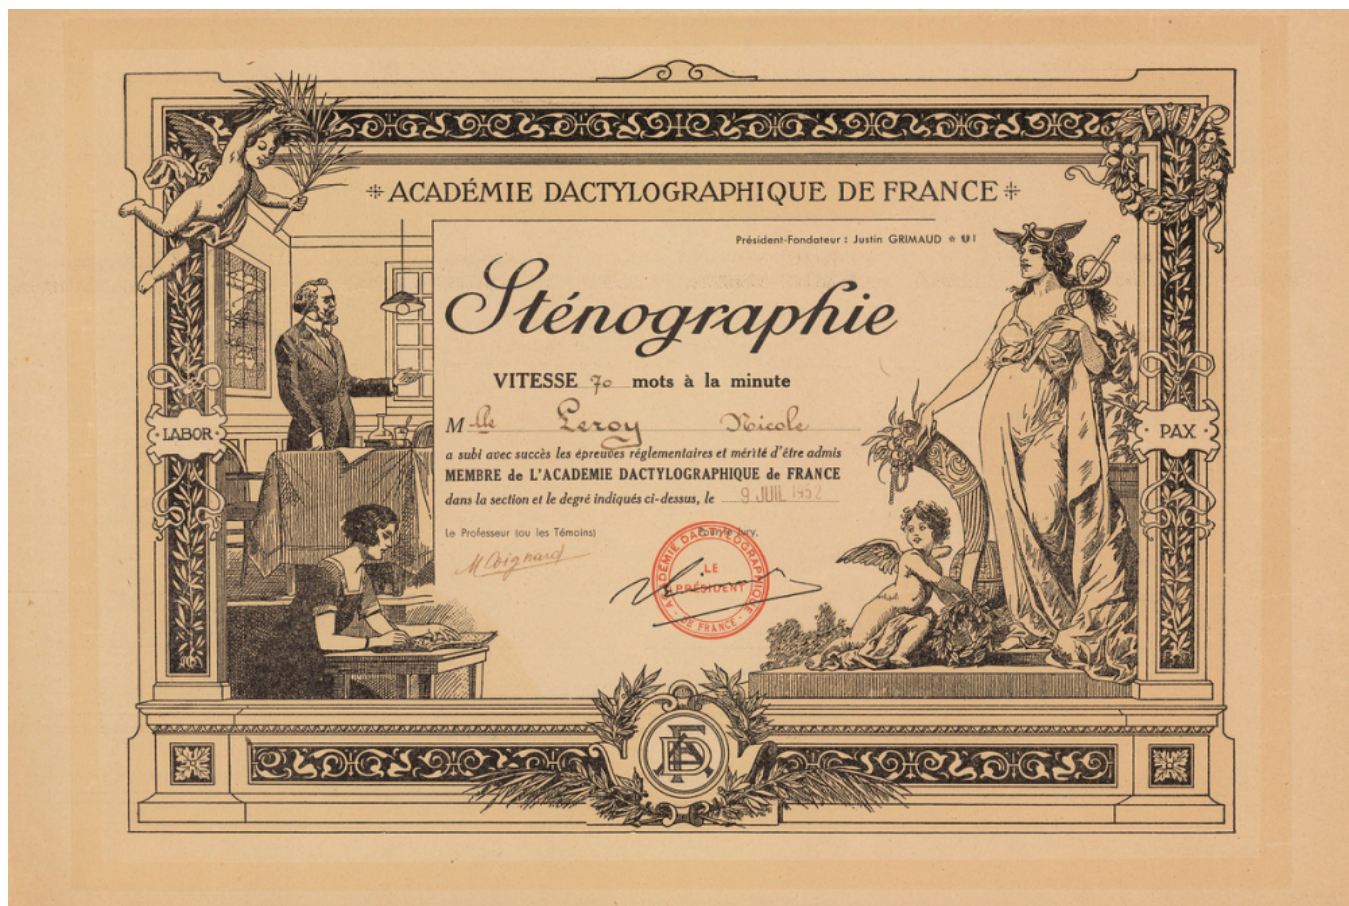 ACADÉMIE DACTYLOGRAPHIQUE DE FRANCE
Président-Fondateur : Justin GRIMAUD
Sténographie
VITESSE 70 mots à la minute
Mlle Leroy Nicole
a subi avec succès les épreuves réglementaires et mérité d'être admis
MEMBRE de L'ACADEMIE DACTYLOGRAPHIQUE de FRANCE
dans la section et le degré indiqués ci-dessus, le 9 JUIL 1952
Le Professeur (ou les Témoins) Pour le Jury,
M Coignard
ACADÉMIE DACTYLOGRAPHIQUE DE FRANCE
LE
PRÉSIDENT
LABOR
PAX